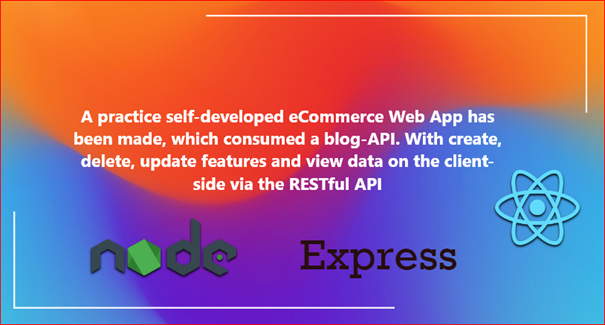 A practice self-developed eCommerce Web App has
been made, which consumed a blog-API. With create,
delete, update features and view data on the client-
side via the RESTful API
node
Express